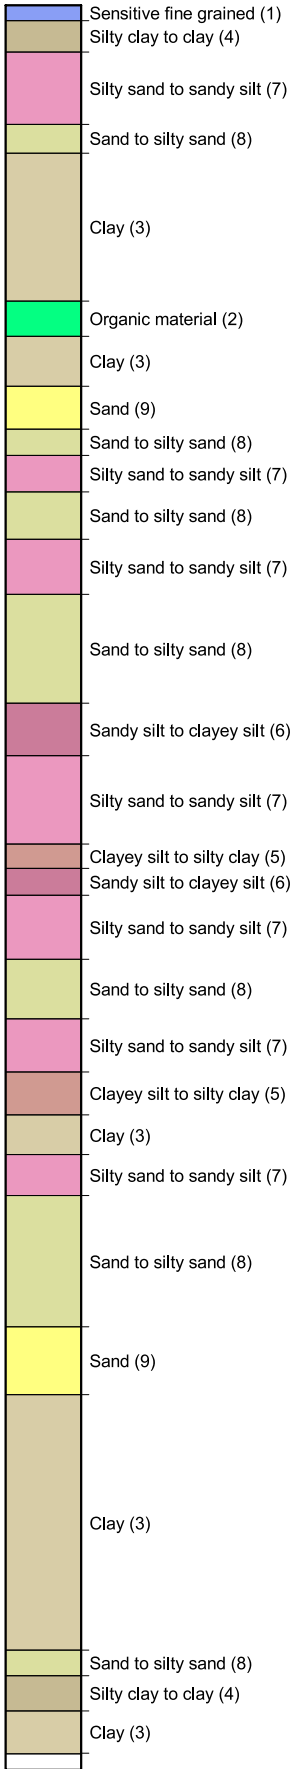 Sensitive fine grained (1)
Silty clay to clay (4)
Silty sand to sandy silt (7)
Sand to silty sand (8)
Clay (3)
Organic material (2)
Clay (3)
Sand (9)
Sand to silty sand (8)
Silty sand to sandy silt (7)
Sand to silty sand (8)
Silty sand to sandy silt (7)
Sand to silty sand (8)
Sandy silt to clayey silt (6)
Silty sand to sandy silt (7)
Clayey silt to silty clay (5)
Sandy silt to clayey silt (6)
Silty sand to sandy silt (7)
Sand to silty sand (8)
Silty sand to sandy silt (7)
Clayey silt to silty clay (5)
Clay (3)
Silty sand to sandy silt (7)
Sand to silty sand (8)
Sand (9)
Clay (3)
Sand to silty sand (8)
Silty clay to clay (4)
Clay (3)